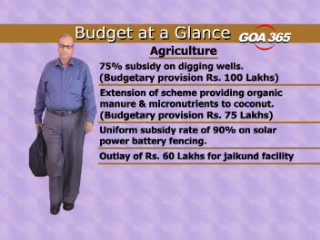 Budget at a Glance
GOA 365
Agriculture
75% subsidy on digging wells.
(Budgetary provision Rs. 100 Lakhs)
Extension of scheme providing organic
manure & micronutrients to coconut.
(Budgetary provision Rs. 75 Lakhs)
Uniform subsidy rate of 90% on solar
power battery fencing.
Outlay of Rs. 60 Lakhs for jalkund facility